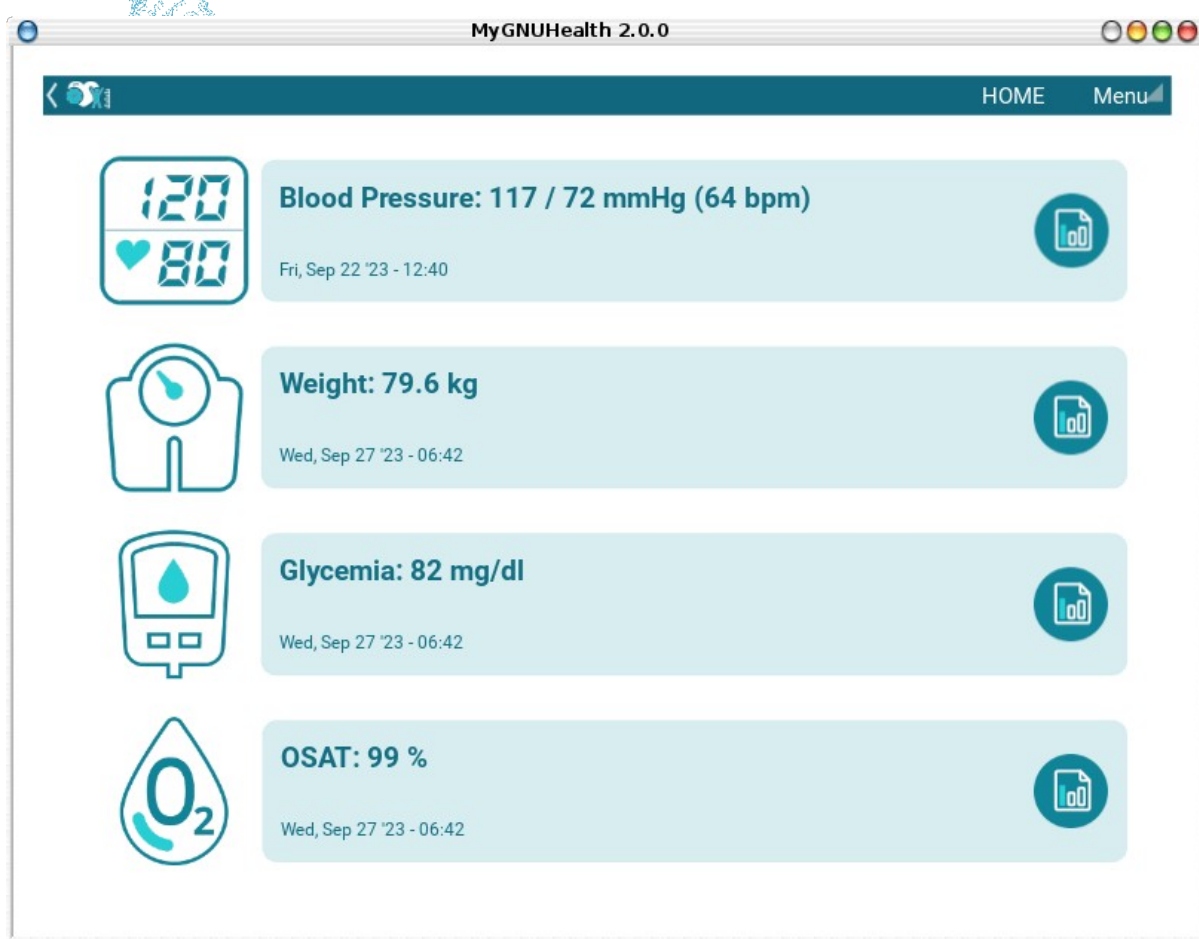 MyGNUHealth 2.0.0
HOME Menu
120
80
Blood Pressure: 117 / 72 mmHg (64 bpm)
Fri, Sep 22 '23 - 12:40
Weight: 79.6 kg
Wed, Sep 27 '23 - 06:42
Glycemia: 82 mg/dl
Wed, Sep 27 '23 - 06:42
O2
OSAT: 99 %
Wed, Sep 27 '23 - 06:42